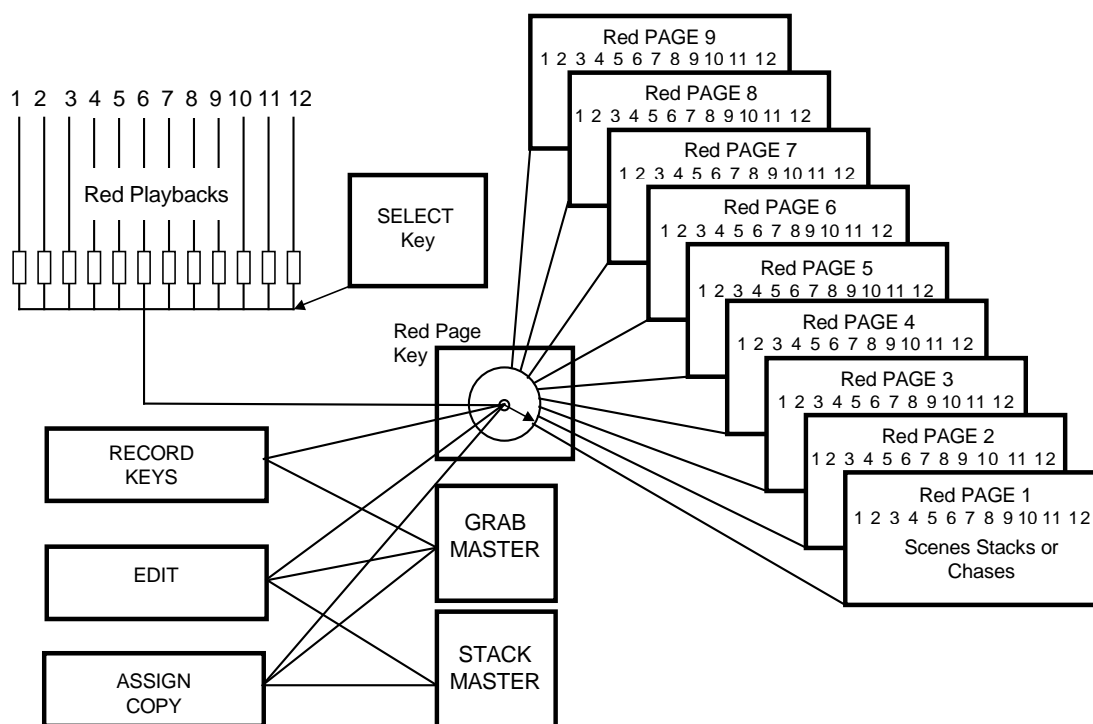 Red PAGE 9
1 2 3 4 5 6 7 8 9 10 11 12
Red PAGE 8
1 2 3 4 5 6 7 8 9 10 11 12
Red PAGE 7
1 2 3 4 5 6 7 8 9 10 11 12
Red PAGE 6
1 2 3 4 5 6 7 8 9 10 11 12
Red PAGE 5
1 2 3 4 5 6 7 8 9 10 11 12
Red PAGE 4
1 2 3 4 5 6 7 8 9 10 11 12
Red PAGE 3
1 2 3 4 5 6 7 8 9 10 11 12
Red PAGE 2
1 2 3 4 5 6 7 8 9 10 11 12
Red PAGE 1
1 2 3 4 5 6 7 8 9 10 11 12
Scenes Stacks or
Chases
1 2 3 4 5 6 7 8 9 10 11 12
Red Playbacks
SELECT
Key
Red Page
Key
RECORD
KEYS
GRAB
MASTER
EDIT
STACK
MASTER
ASSIGN
COPY